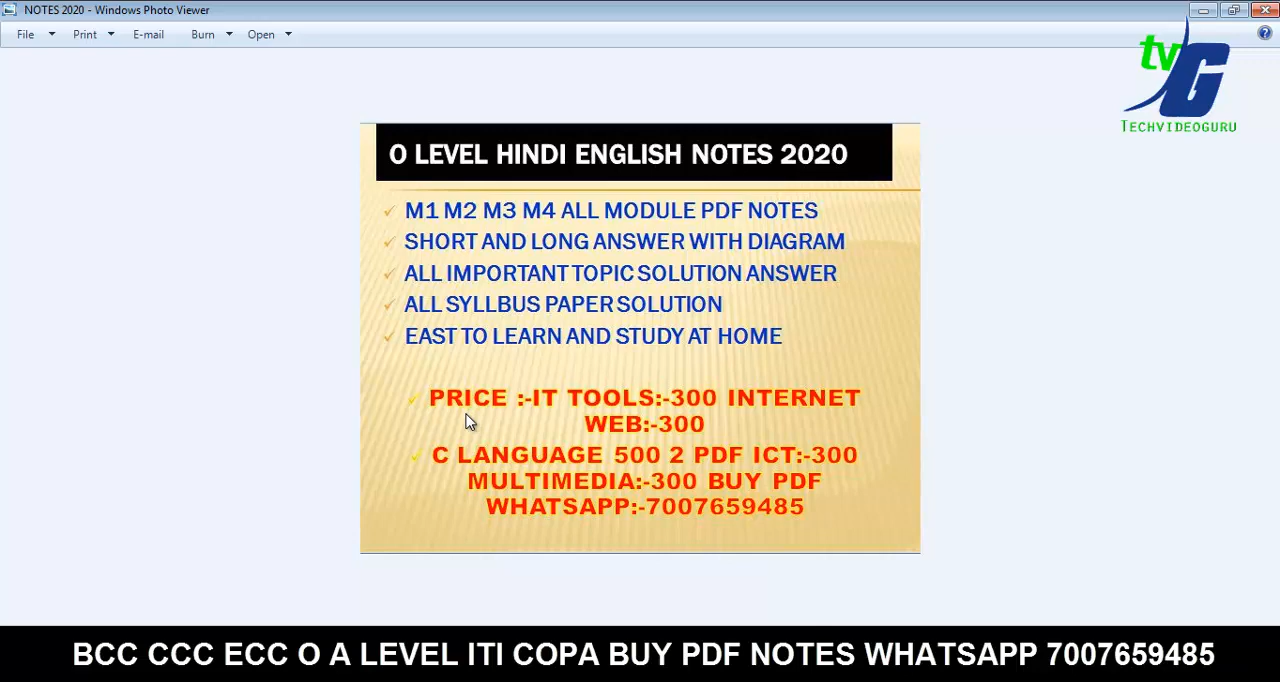 NOTES 2020 - Windows Photo Viewer
File Print E-mail Burn Open
tvG
TECHVIDEOGURU
O LEVEL HINDI ENGLISH NOTES 2020
M1 M2 M3 M4 ALL MODULE PDF NOTES
SHORT AND LONG ANSWER WITH DIAGRAM
ALL IMPORTANT TOPIC SOLUTION ANSWER
ALL SYLLBUS PAPER SOLUTION
EAST TO LEARN AND STUDY AT HOME
PRICE :-IT TOOLS:-300 INTERNET
WEB:-300
C LANGUAGE 500 2 PDF ICT:-300
MULTIMEDIA:-300 BUY PDF
WHATSAPP:-7007659485
BCC CCC ECC O A LEVEL ITI COPA BUY PDF NOTES WHATSAPP 7007659485